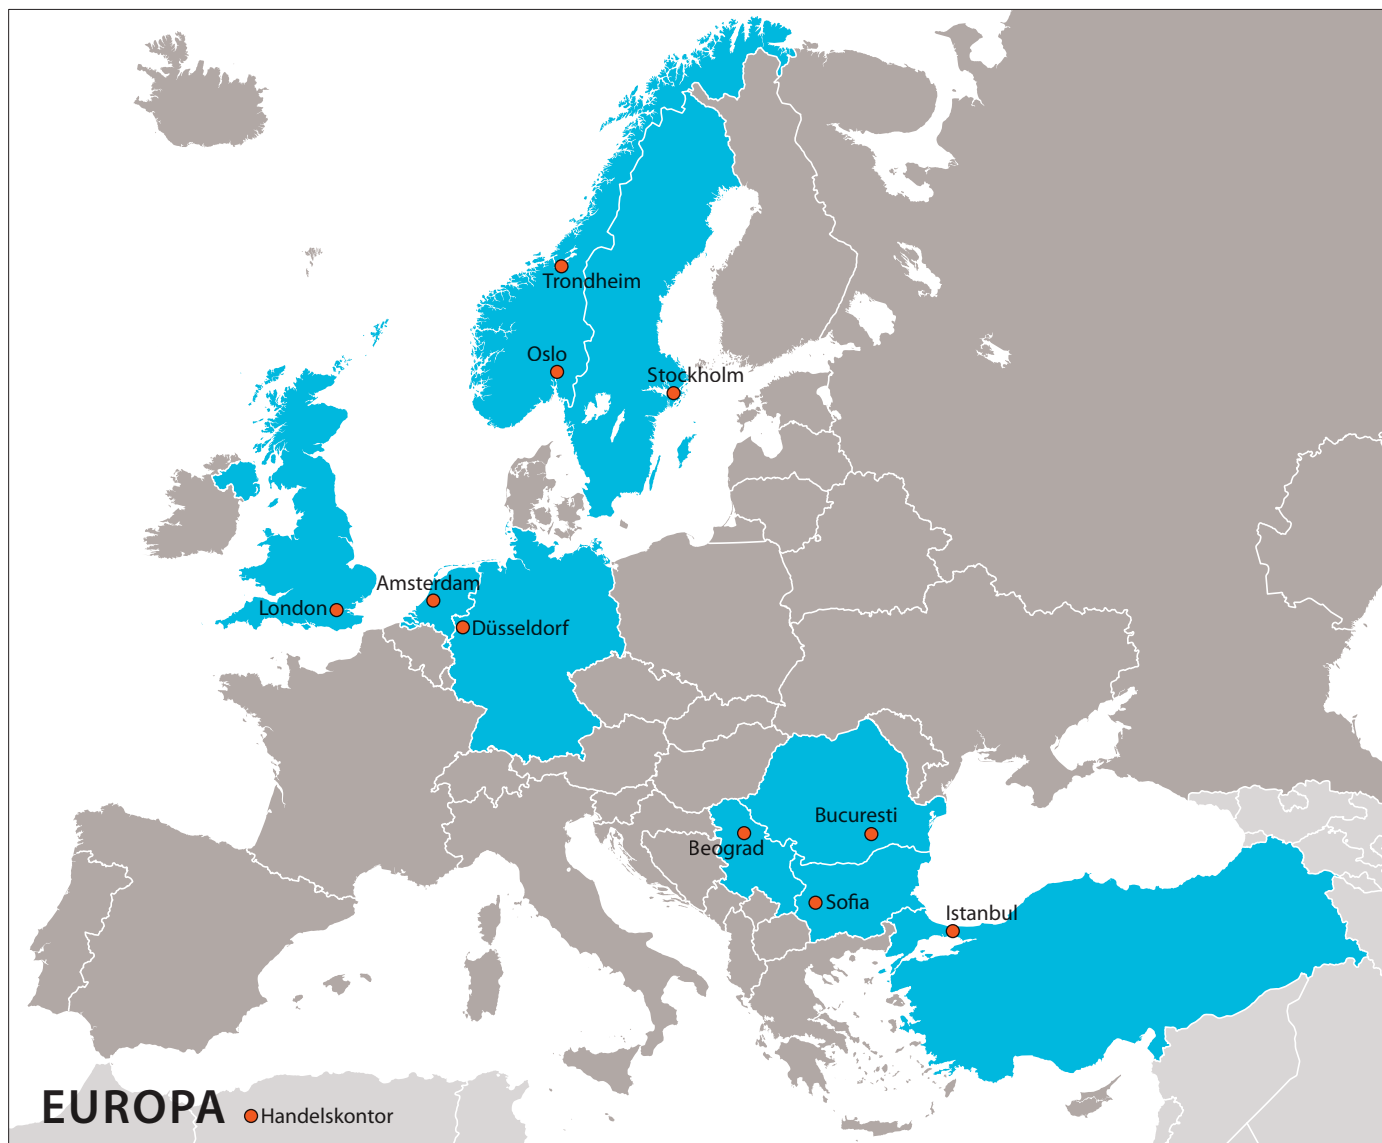 Trondheim
Oslo
Stockholm
Amsterdam
London
Düsseldorf
Bucuresti
Beograd
Sofia
Istanbul
EUROPA
Handelskontor